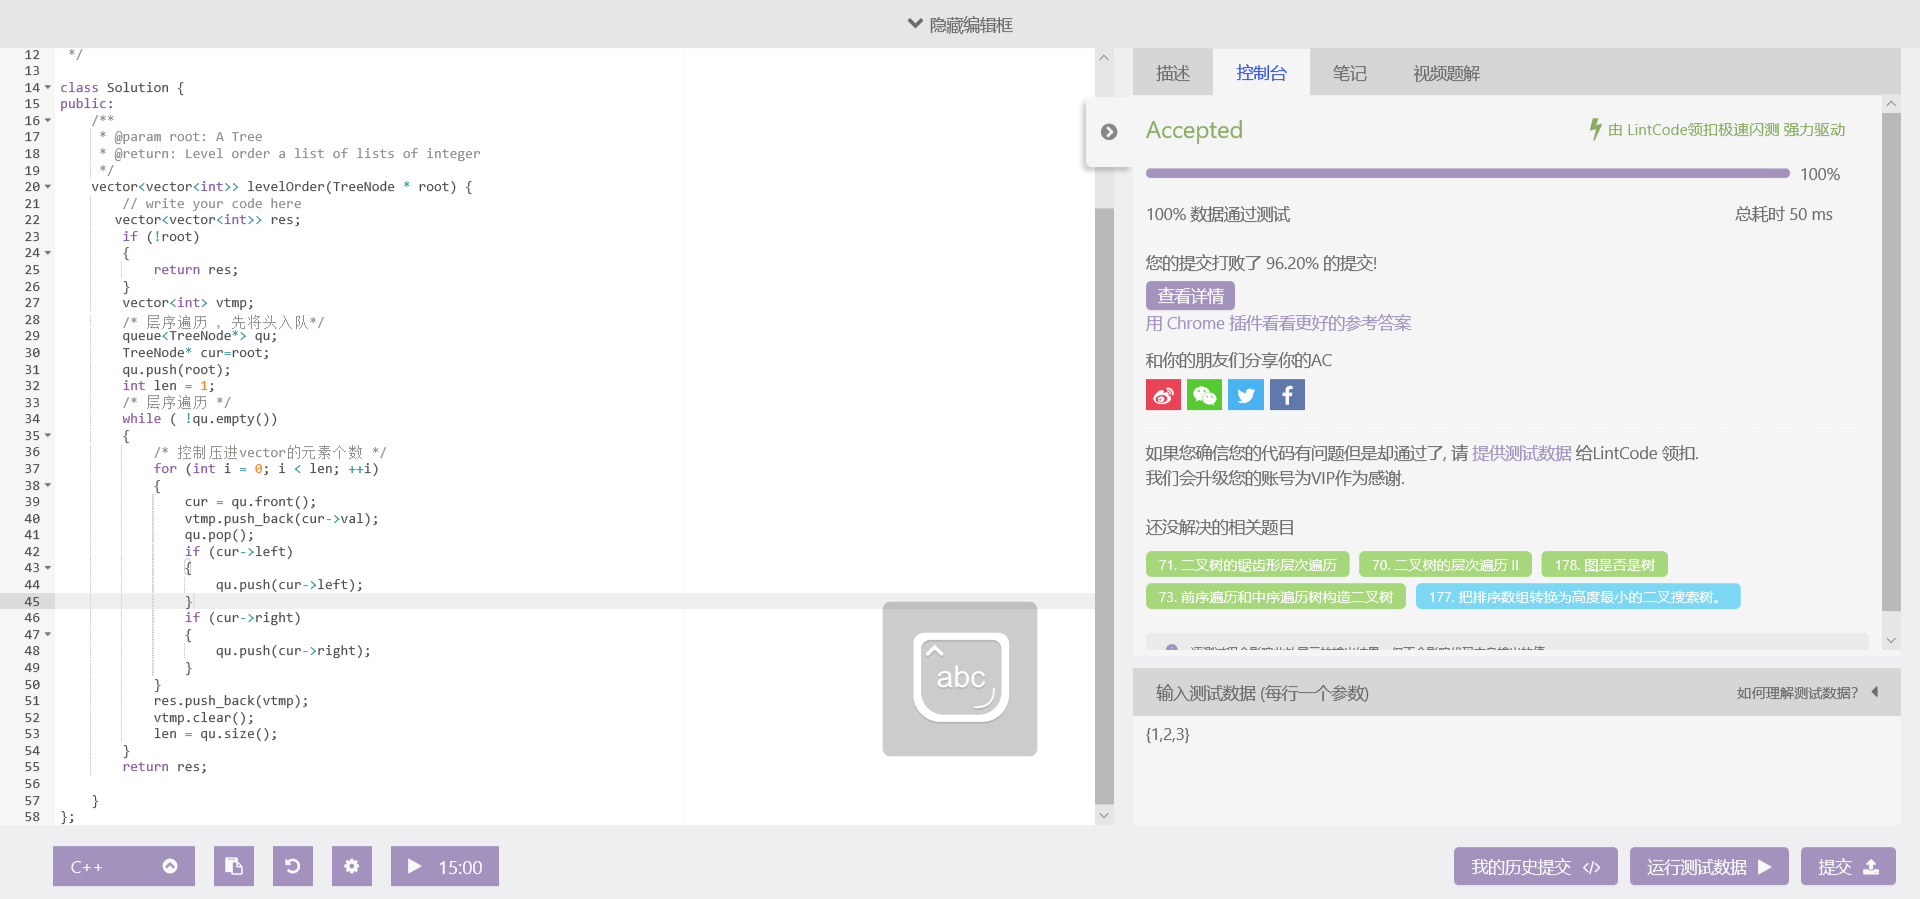 隐藏编辑框
12 */
13
14 class Solution {
15 public:
16 /**
17 * @param root: A Tree
18 * @return: Level order a list of lists of integer
19 */
20 vector<vector<int>> levelOrder(TreeNode * root) {
21 // write your code here
22 vector<vector<int>> res;
23 if (!root)
24 {
25 return res;
26 }
27 vector<int> vtmp;
28 /* 层序遍历 , 先将头入队*/
29 queue<TreeNode*> qu;
30 TreeNode* cur=root;
31 qu.push(root);
32 int len = 1;
33 /* 层序遍历 */
34 while ( !qu.empty())
35 {
36 /* 控制压进vector的元素个数 */
37 for (int i = 0; i < len; ++i)
38 {
39 cur = qu.front();
40 vtmp.push_back(cur->val);
41 qu.pop();
42 if (cur->left)
43 {
44 qu.push(cur->left);
45 }
46 if (cur->right)
47 {
48 qu.push(cur->right);
49 }
50 }
51 res.push_back(vtmp);
52 vtmp.clear();
53 len = qu.size();
54 }
55 return res;
56
57 }
58 };
abc
C++
15:00
描述 控制台 笔记 视频题解
Accepted 由 LintCode领扣极速闪测 强力驱动
100%
100% 数据通过测试 总耗时 50 ms
您的提交打败了 96.20% 的提交!
查看详情
用 Chrome 插件看看更好的参考答案
和你的朋友们分享你的AC
如果您确信您的代码有问题但是却通过了, 请 提供测试数据 给LintCode 领扣.
我们会升级您的账号为VIP作为感谢.
还没解决的相关题目
71. 二叉树的锯齿形层次遍历 70. 二叉树的层次遍历 II 178. 图是否是树
73. 前序遍历和中序遍历树构造二叉树 177. 把排序数组转换为高度最小的二叉搜索树。
输入测试数据 (每行一个参数) 如何理解测试数据?
{1,2,3}
我的历史提交 </> 运行测试数据 提交